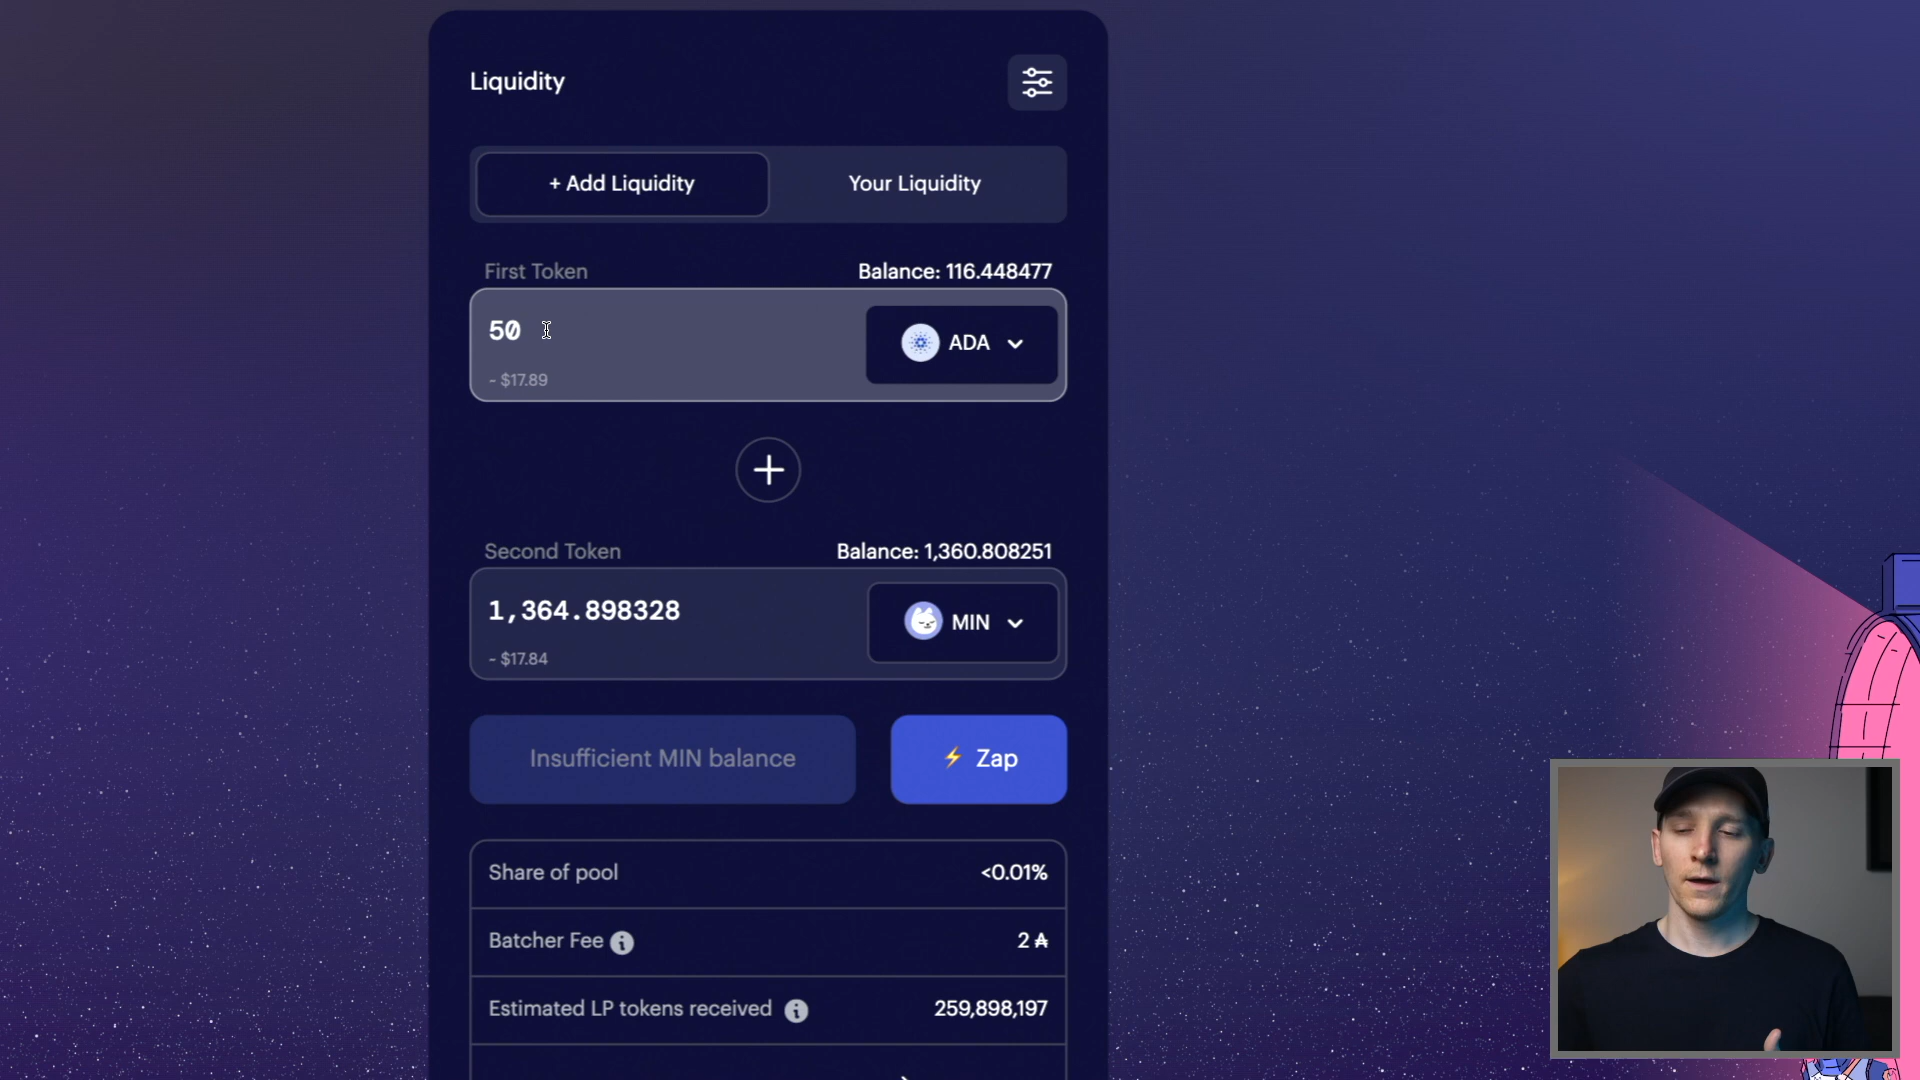 Liquidity
+ Add Liquidity
Your Liquidity
First Token
Balance: 116.448477
50
~ $17.89
ADA
Second Token
Balance: 1,360.808251
1,364.898328
~ $17.84
MIN
Insufficient MIN balance
⚡ Zap
Share of pool
<0.01%
Batcher Fee
2 ₳
Estimated LP tokens received
259,898,197